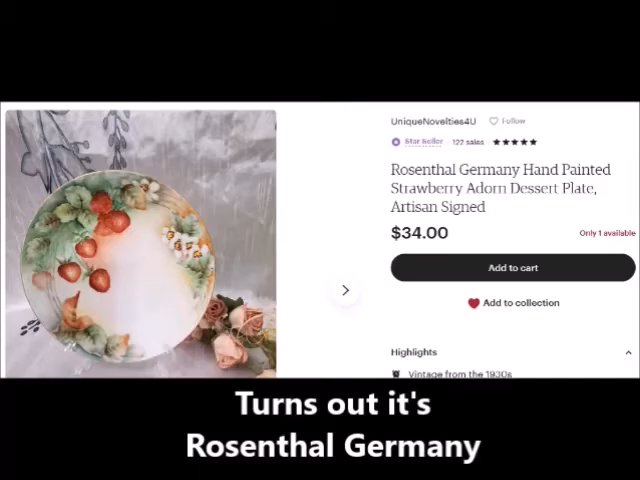 UniqueNovelties4U Follow
Star Seller 122 sales ★★★★★
Rosenthal Germany Hand Painted
Strawberry Adorn Dessert Plate,
Artisan Signed
$34.00 Only 1 available
Add to cart
Add to collection
Highlights
Vintage from the 1930s
Turns out it's
Rosenthal Germany